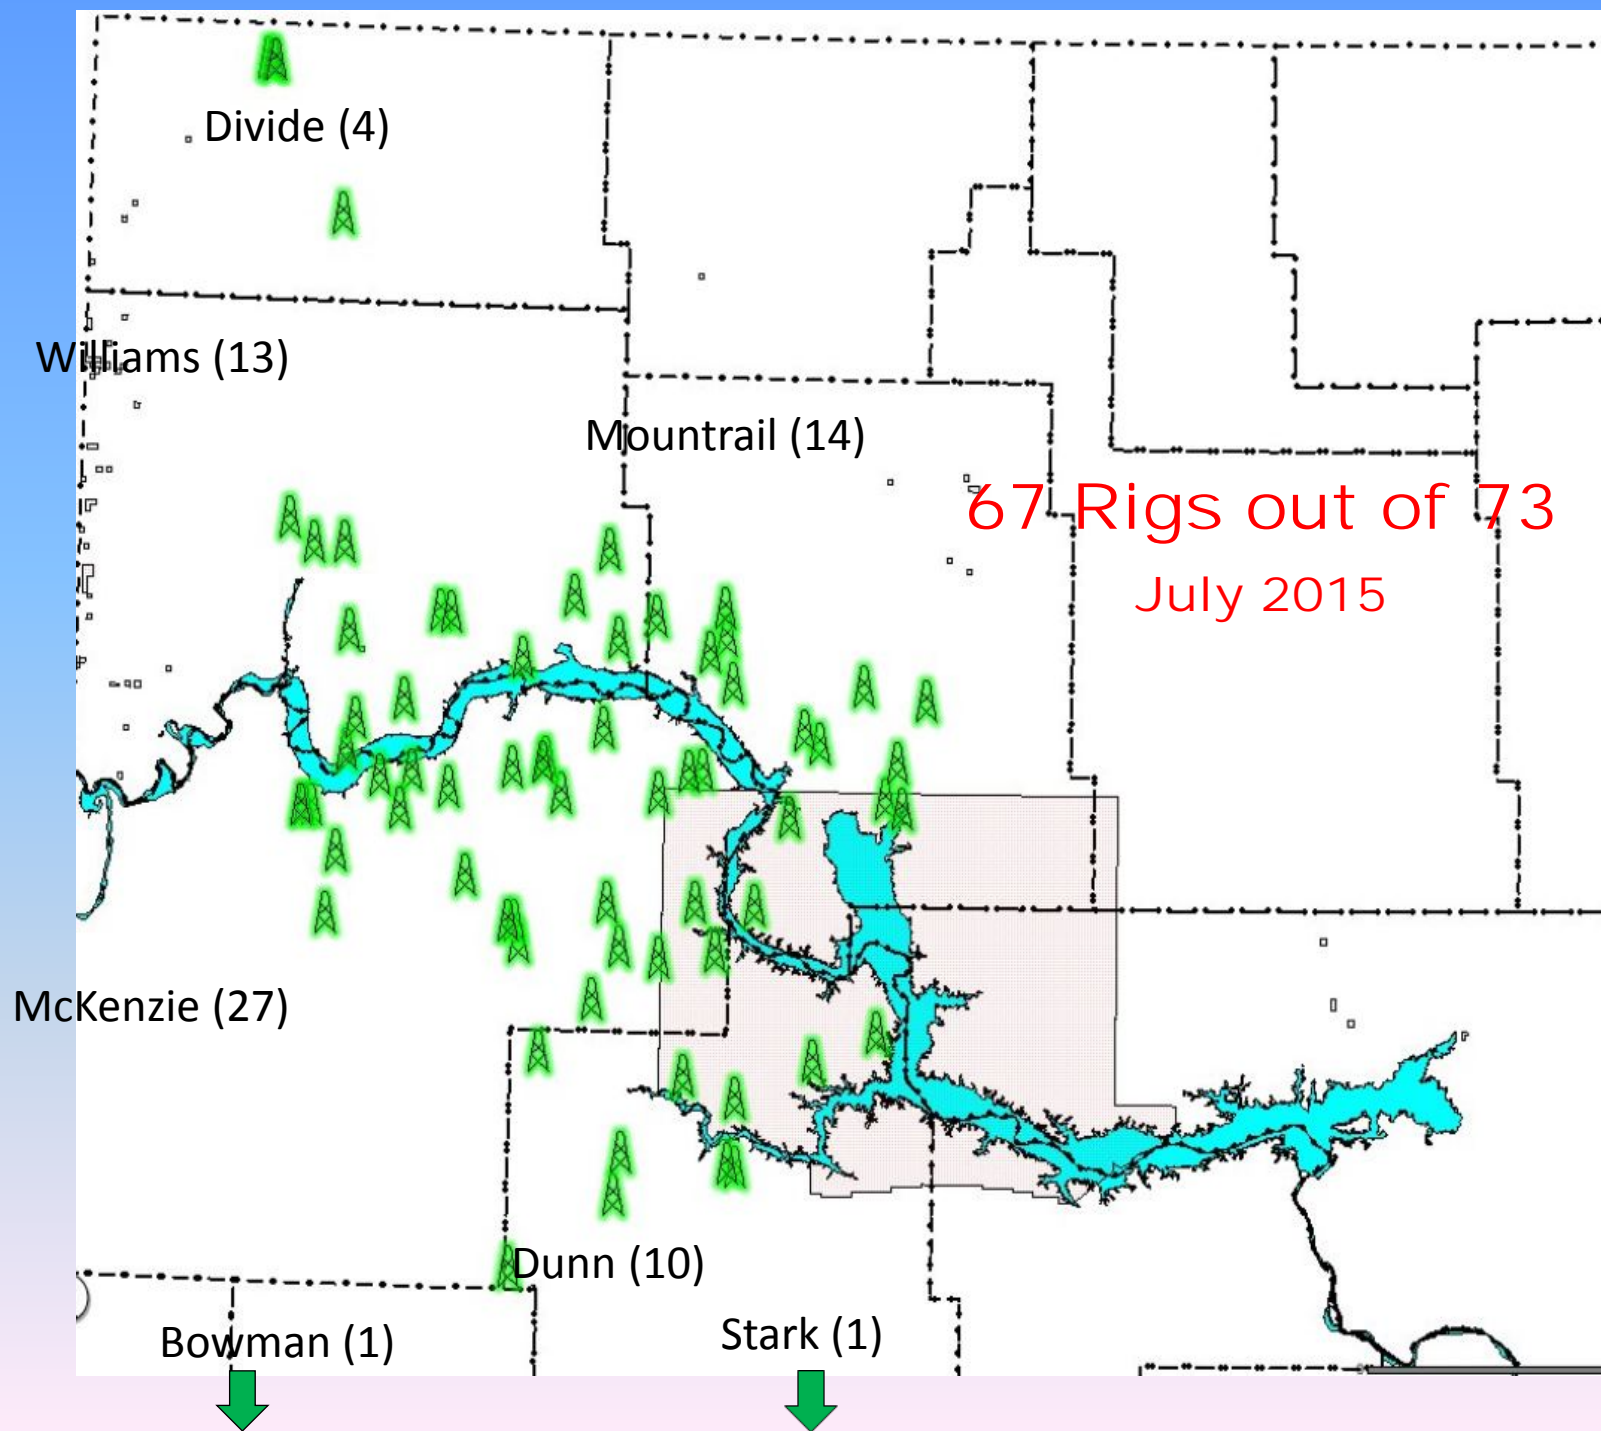 Divide (4)
Williams (13)
Mountrail (14)
67 Rigs out of 73
July 2015
McKenzie (27)
Dunn (10)
Bowman (1)
Stark (1)